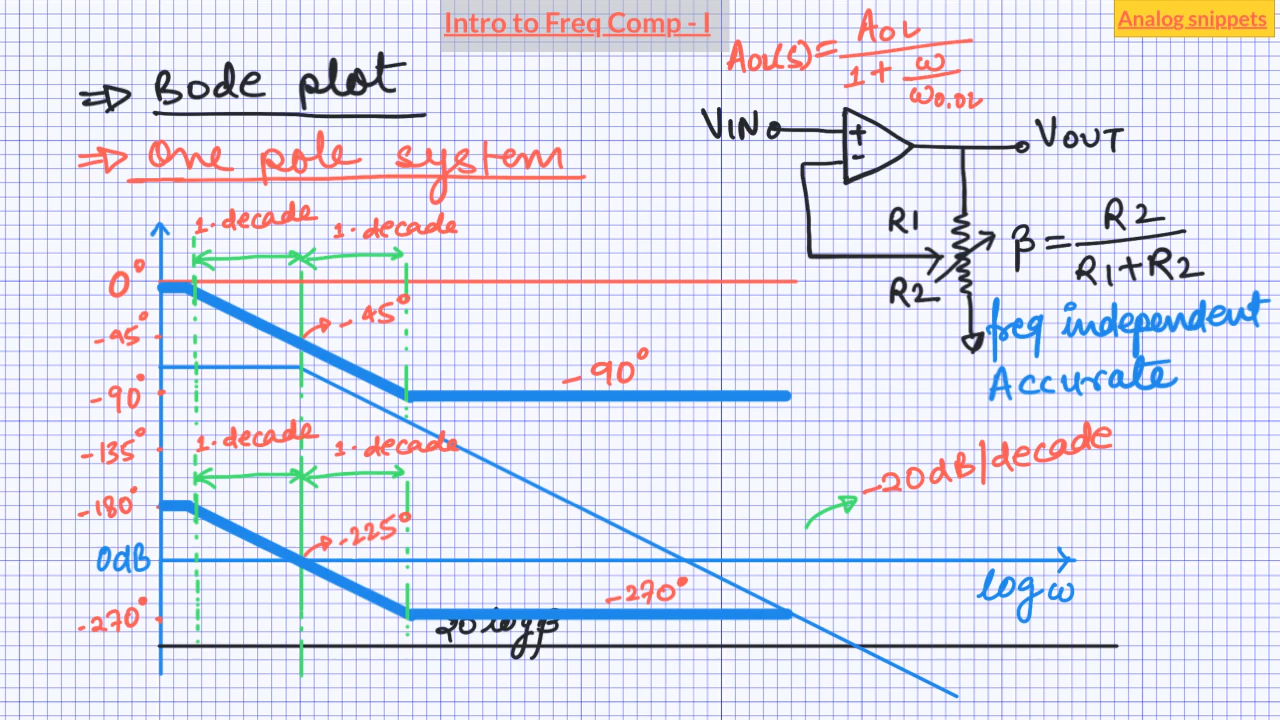 Intro to Freq Comp - I
Analog snippets
⇒ Bode plot
⇒ One pole system
AOL(s) = AOL / 1 + ω/ω0.OL
VIN
+
-
VOUT
R1
R2
β = R2 / R1+R2
freq independent
Accurate
1.decade 1.decade
0°
-45°
-95°
-90°
-90°
-135°
1.decade 1.decade
-20dB/decade
-180°
-225°
0dB
log ω
-270°
-270°
20 log β